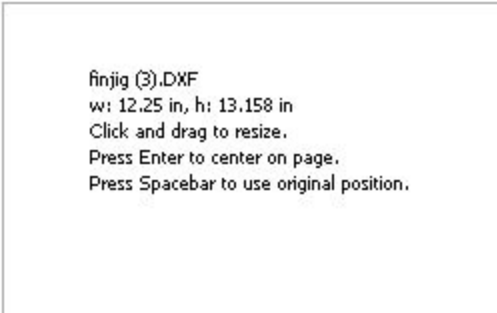 finjig (3).DXF
w: 12.25 in, h: 13.158 in
Click and drag to resize.
Press Enter to center on page.
Press Spacebar to use original position.